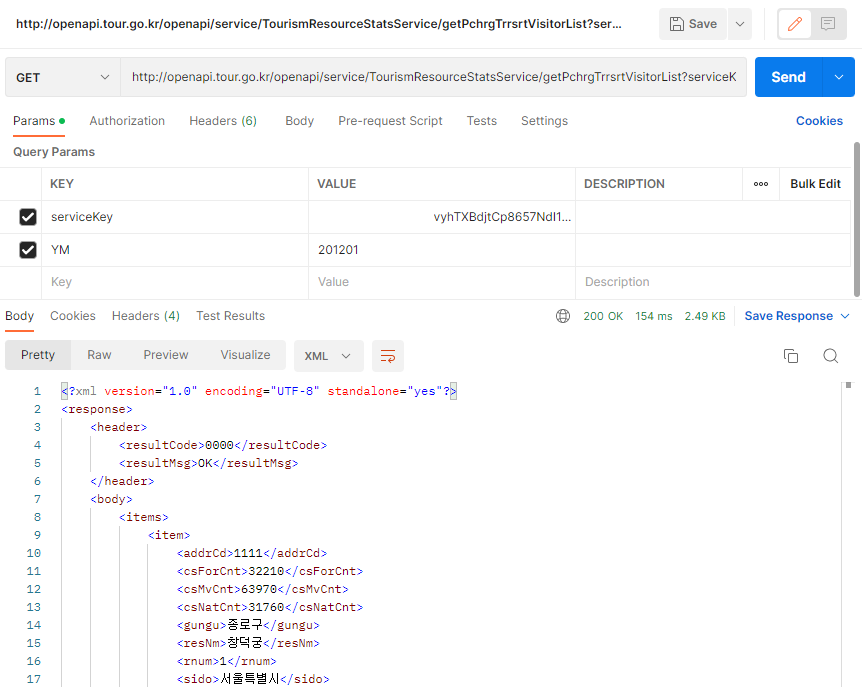 http://openapi.tour.go.kr/openapi/service/TourismResourceStatsService/getPchrgTrrsrtVisitorList?ser... Save
GET http://openapi.tour.go.kr/openapi/service/TourismResourceStatsService/getPchrgTrrsrtVisitorList?serviceK Send
Params Authorization Headers (6) Body Pre-request Script Tests Settings Cookies
Query Params
KEY VALUE DESCRIPTION Bulk Edit
serviceKey vyhTXBdjtCp8657NdI1...
YM 201201
Key Value Description
Body Cookies Headers (4) Test Results 200 OK 154 ms 2.49 KB Save Response
Pretty Raw Preview Visualize XML
1 <?xml version="1.0" encoding="UTF-8" standalone="yes"?>
2 <response>
3 <header>
4 <resultCode>0000</resultCode>
5 <resultMsg>OK</resultMsg>
6 </header>
7 <body>
8 <items>
9 <item>
10 <addrCd>1111</addrCd>
11 <csForCnt>32210</csForCnt>
12 <csMvCnt>63970</csMvCnt>
13 <csNatCnt>31760</csNatCnt>
14 <gungu>종로구</gungu>
15 <resNm>창덕궁</resNm>
16 <rnum>1</rnum>
17 <sido>서울특별시</sido>